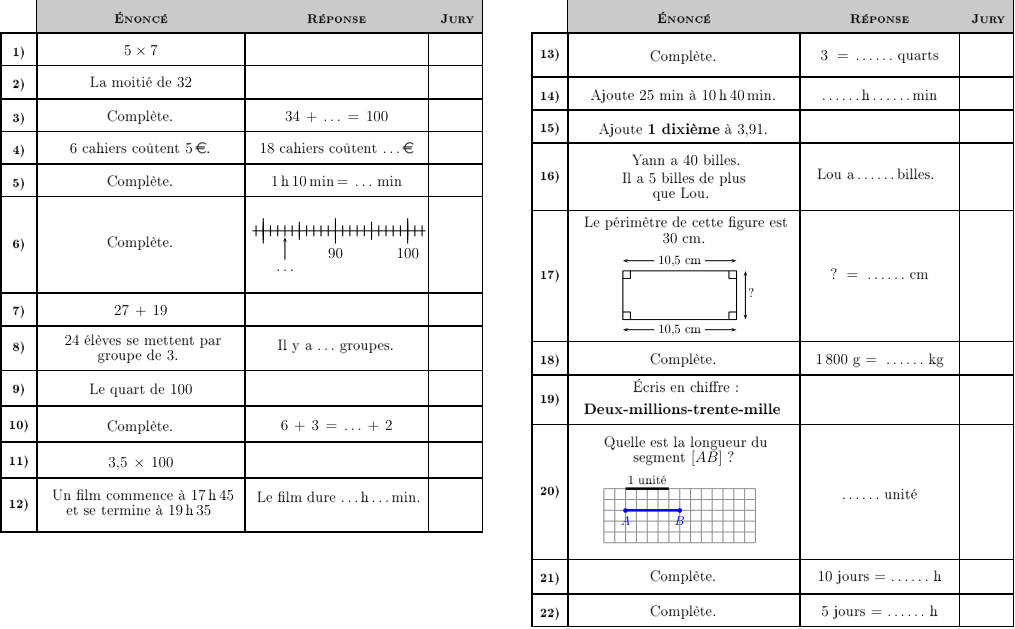 ÉNONCÉ RÉPONSE JURY
1) 5 × 7
2) La moitié de 32
3) Complète. 34 + ... = 100
4) 6 cahiers coûtent 5 €. 18 cahiers coûtent ... €
5) Complète. 1 h 10 min = ... min
6) Complète. 90 100
...
7) 27 + 19
8) 24 élèves se mettent par
groupe de 3. Il y a ... groupes.
9) Le quart de 100
10) Complète. 6 + 3 = ... + 2
11) 3,5 × 100
12) Un film commence à 17 h 45
et se termine à 19 h 35 Le film dure ... h ... min.
ÉNONCÉ RÉPONSE JURY
13) Complète. 3 = ...... quarts
14) Ajoute 25 min à 10 h 40 min. ...... h ...... min
15) Ajoute 1 dixième à 3,91.
16) Yann a 40 billes.
Il a 5 billes de plus
que Lou. Lou a ...... billes.
17) Le périmètre de cette figure est
30 cm.
10,5 cm
?
10,5 cm
? = ...... cm
18) Complète. 1 800 g = ...... kg
19) Écris en chiffre :
Deux-millions-trente-mille
20) Quelle est la longueur du
segment [AB] ?
1 unité
A B
...... unité
21) Complète. 10 jours = ...... h
22) Complète. 5 jours = ...... h